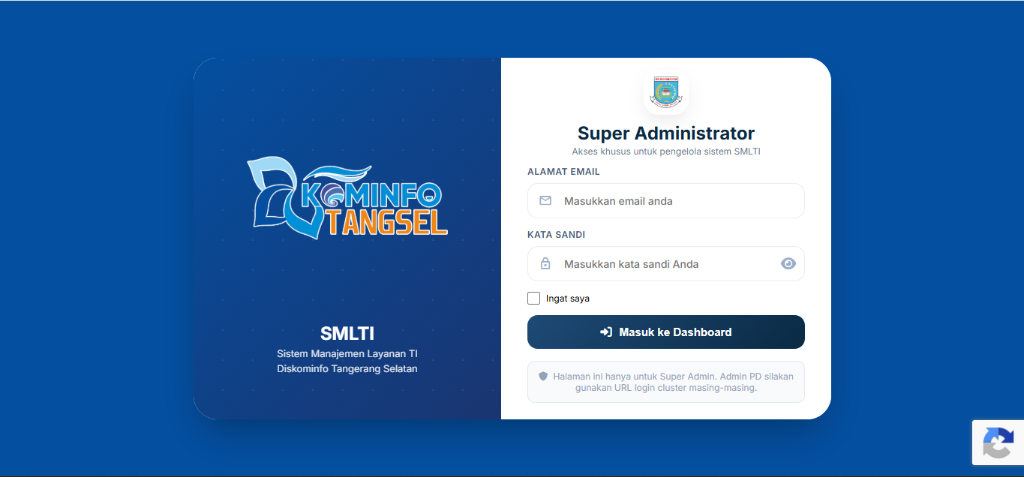 KOMINFO
TANGSEL
SMLTI
Sistem Manajemen Layanan TI
Diskominfo Tangerang Selatan
Super Administrator
Akses khusus untuk pengelola sistem SMLTI
ALAMAT EMAIL
Masukkan email anda
KATA SANDI
Masukkan kata sandi Anda
Ingat saya
Masuk ke Dashboard
Halaman ini hanya untuk Super Admin. Admin PD silakan
gunakan URL login cluster masing-masing.